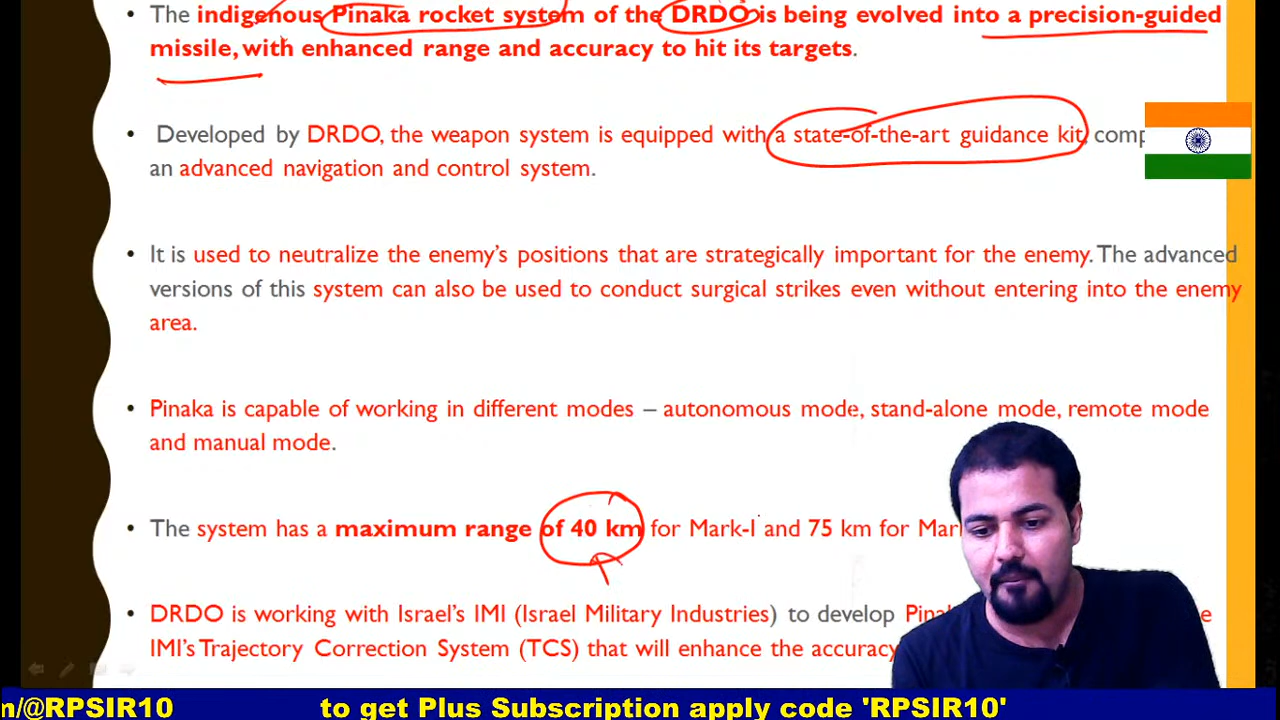 • The indigenous Pinaka rocket system of the DRDO is being evolved into a precision-guided
missile, with enhanced range and accuracy to hit its targets.
• Developed by DRDO, the weapon system is equipped with a state-of-the-art guidance kit comp
an advanced navigation and control system.
• It is used to neutralize the enemy's positions that are strategically important for the enemy. The advanced
versions of this system can also be used to conduct surgical strikes even without entering into the enemy
area.
• Pinaka is capable of working in different modes – autonomous mode, stand-alone mode, remote mode
and manual mode.
• The system has a maximum range of 40 km for Mark-I and 75 km for Mar
• DRDO is working with Israel's IMI (Israel Military Industries) to develop
IMI's Trajectory Correction System (TCS) that will enhance the accuracy
n/@RPSIR10 to get Plus Subscription apply code 'RPSIR10'